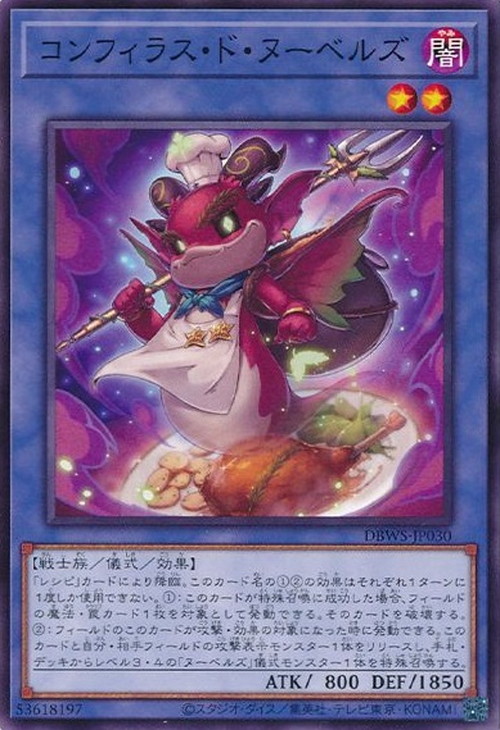 コンフィラス・ド・ヌーベルズ
やみ
闇
DBWS-JP030
【戦士族／儀式／効果】
「レシピ」カードにより降臨。このカード名の①②の効果はそれぞれ1ターンに
1度しか使用できない。①：このカードが特殊召喚に成功した場合、フィールド
の魔法・罠カード1枚を対象として発動できる。そのカードを破壊する。
②：フィールドのこのカードが攻撃・効果の対象になった時に発動できる。この
カードと自分・相手フィールドの攻撃表示モンスター1体をリリースし、手札・
デッキからレベル3・4の「ヌーベルズ」儀式モンスター1体を特殊召喚する。
ATK/ 800 DEF/1850
53618197 ©スタジオ・ダイス／集英社・テレビ東京・KONAMI